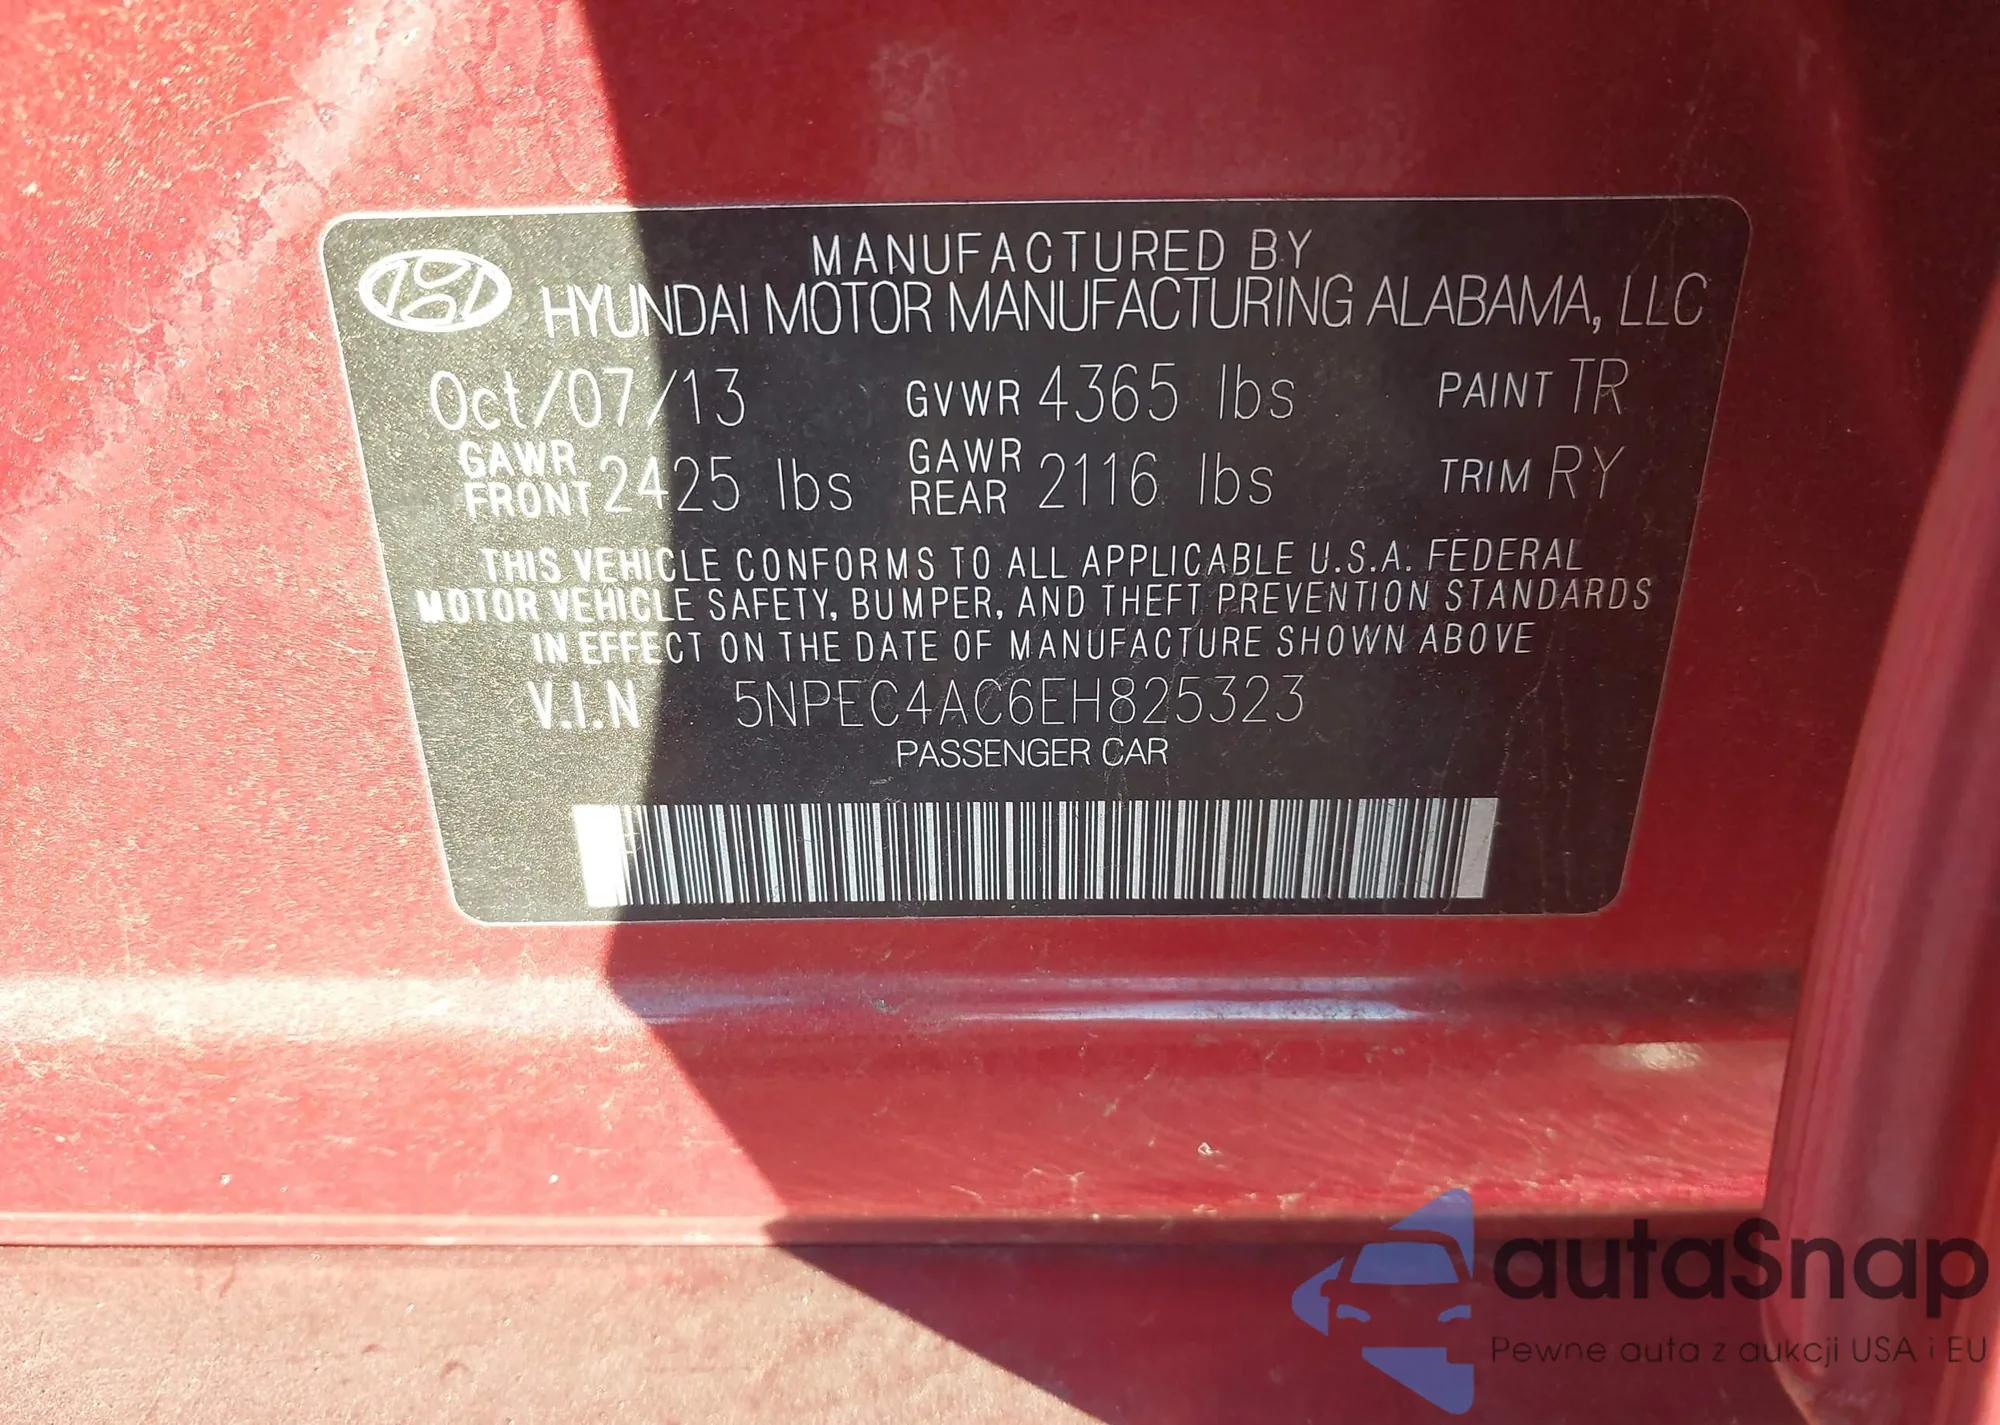 MANUFACTURED BY
HYUNDAI MOTOR MANUFACTURING ALABAMA, LLC
Oct/07/13 GVWR 4365 lbs PAINT TR
GAWR FRONT 2425 lbs GAWR REAR 2116 lbs TRIM RY
THIS VEHICLE CONFORMS TO ALL APPLICABLE U.S.A. FEDERAL
MOTOR VEHICLE SAFETY, BUMPER, AND THEFT PREVENTION STANDARDS
IN EFFECT ON THE DATE OF MANUFACTURE SHOWN ABOVE
V.I.N 5NPEC4AC6EH825323
PASSENGER CAR
autaSnap
Pewne auta z aukcji USA i EU